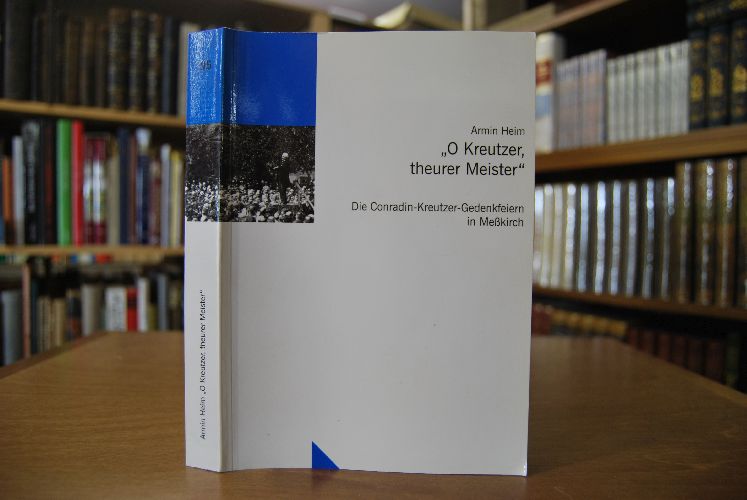 Armin Heim
„O Kreutzer,
theurer Meister“
Die Conradin-Kreutzer-Gedenkfeiern
in Meßkirch
Armin Heim „O Kreutzer, theurer Meister“